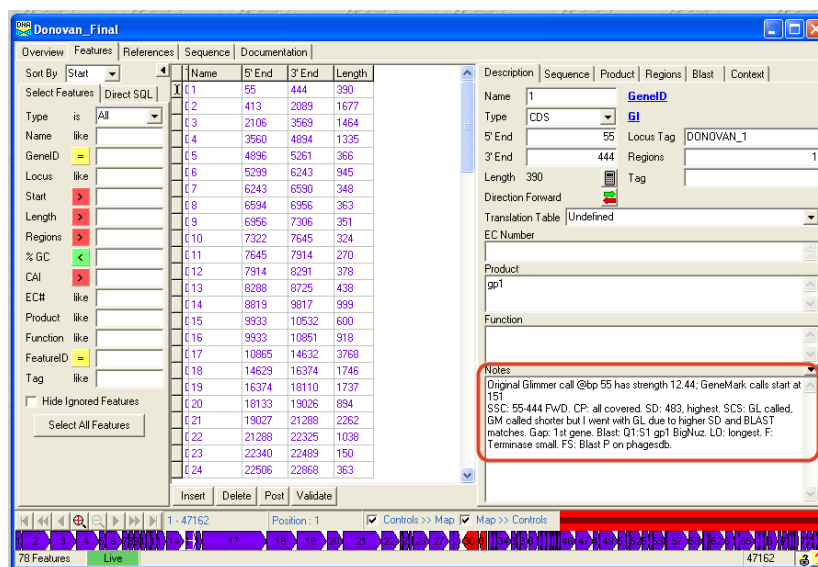 Donovan_Final
Overview Features References Sequence Documentation
Sort By Start
Select Features Direct SQL
Type is All
Name like
GeneID =
Locus like
Start >
Length >
Regions >
% GC <
CAI >
EC# like
Product like
Function like
FeatureID =
Tag like
Hide Ignored Features
Select All Features
Name 5' End 3' End Length
1 55 444 390
2 413 2089 1677
3 2106 3569 1464
4 3560 4894 1335
5 4896 5261 366
6 5299 6243 945
7 6243 6590 348
8 6594 6956 363
9 6956 7306 351
10 7322 7645 324
11 7645 7914 270
12 7914 8291 378
13 8288 8725 438
14 8819 9817 999
15 9933 10532 600
16 9933 10851 918
17 10865 14632 3768
18 14629 16374 1746
19 16374 18110 1737
20 18133 19026 894
21 19027 21288 2262
22 21288 22325 1038
23 22340 22489 150
24 22506 22868 363
Insert Delete Post Validate
Description Sequence Product Regions Blast Context
Name 1 GeneID
Type CDS GI
5' End 55 Locus Tag DONOVAN_1
3' End 444 Regions 1
Length 390 Tag
Direction Forward
Translation Table Undefined
EC Number
Product
gp1
Function
Notes
Original Glimmer call @bp 55 has strength 12.44; GeneMark calls start at
151
SSC: 55-444 FWD. CP: all covered. SD: 483, highest. SCS: GL called,
GM called shorter but I went with GL due to higher SD and BLAST
matches. Gap: 1st gene. Blast: Q1:S1 gp1 BigNuz. LO: longest. F:
Terminase small. FS: Blast P on phagesdb.
1 - 47162 Position : 1 Controls >> Map Map >> Controls
2 3 4 14 17 18 19 20 21
78 Features Live 47162